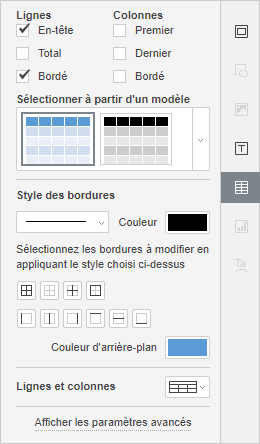 Lignes Colonnes
En-tête Premier
Total Dernier
Bordé Bordé
Sélectionner à partir d'un modèle
Style des bordures
Couleur
Sélectionnez les bordures à modifier en
appliquant le style choisi ci-dessus
Couleur d'arrière-plan
Lignes et colonnes
Afficher les paramètres avancés